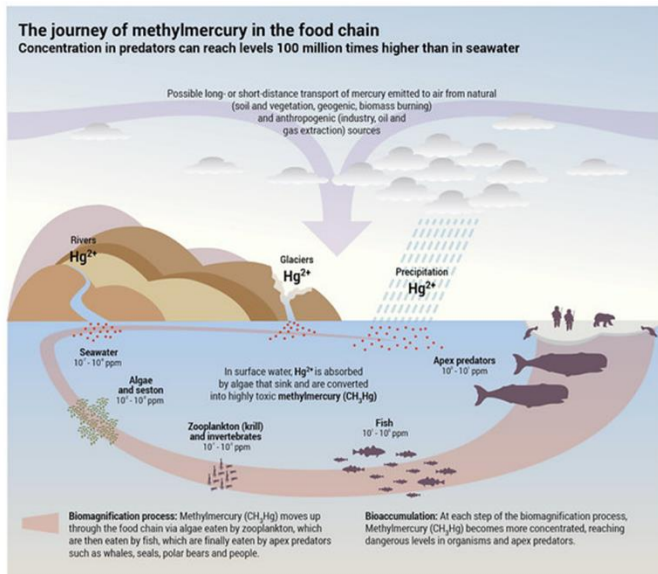 The journey of methylmercury in the food chain
Concentration in predators can reach levels 100 million times higher than in seawater
Possible long- or short-distance transport of mercury emitted to air from natural
(soil and vegetation, geogenic, biomass burning)
and anthropogenic (industry, oil and
gas extraction) sources
Rivers
Hg²⁺
Glaciers
Hg²⁺
Precipitation
Hg²⁺
Seawater
ppm
Algae
and seston
ppm
In surface water, Hg²⁺ is absorbed
by algae that sink and are converted
into highly toxic methylmercury (CH₃Hg)
Apex predators
ppm
Zooplankton (krill)
and invertebrates
ppm
Fish
ppm
Biomagnification process: Methylmercury (CH₃Hg) moves up
through the food chain via algae eaten by zooplankton, which
are then eaten by fish, which are finally eaten by apex predators
such as whales, seals, polar bears and people.
Bioaccumulation: At each step of the biomagnification process,
Methylmercury (CH₃Hg) becomes more concentrated, reaching
dangerous levels in organisms and apex predators.